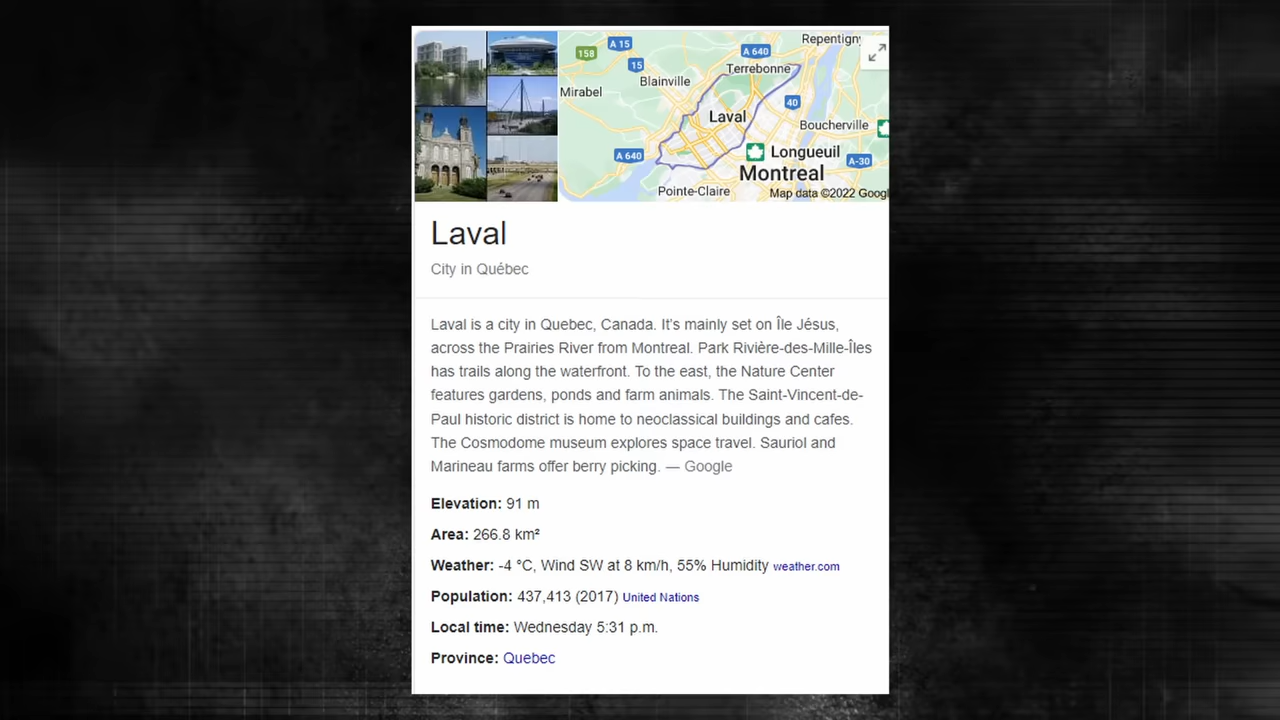 Repentigny
A 15
A 640
158
15
Terrebonne
Blainville
Mirabel
40
Laval
Boucherville
A 640
Longueuil
A-30
Montreal
Pointe-Claire
Map data ©2022 Googl
Laval
City in Québec
Laval is a city in Quebec, Canada. It's mainly set on Île Jésus,
across the Prairies River from Montreal. Park Rivière-des-Mille-Îles
has trails along the waterfront. To the east, the Nature Center
features gardens, ponds and farm animals. The Saint-Vincent-de-
Paul historic district is home to neoclassical buildings and cafes.
The Cosmodome museum explores space travel. Sauriol and
Marineau farms offer berry picking. — Google
Elevation: 91 m
Area: 266.8 km²
Weather: -4 °C, Wind SW at 8 km/h, 55% Humidity weather.com
Population: 437,413 (2017) United Nations
Local time: Wednesday 5:31 p.m.
Province: Quebec